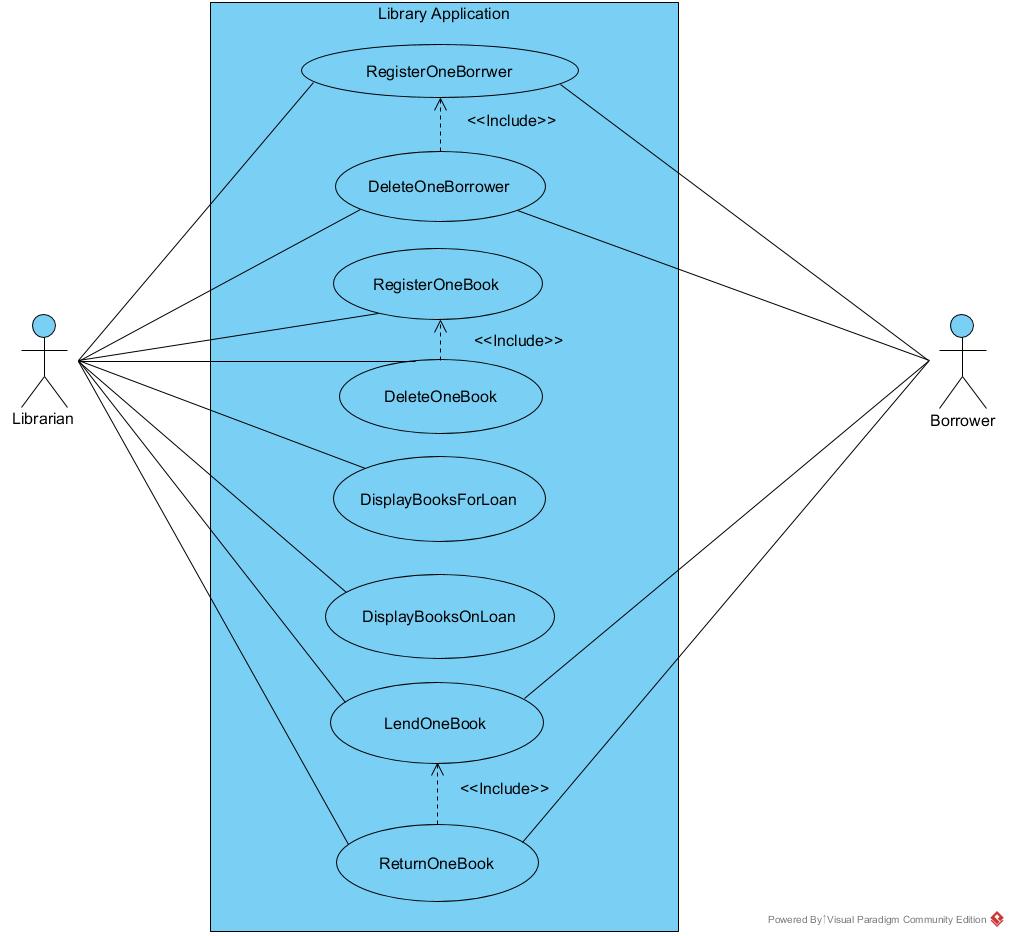 Library Application
RegisterOneBorrwer
<<Include>>
DeleteOneBorrower
RegisterOneBook
<<Include>>
DeleteOneBook
Librarian
Borrower
DisplayBooksForLoan
DisplayBooksOnLoan
LendOneBook
<<Include>>
ReturnOneBook
Powered By Visual Paradigm Community Edition